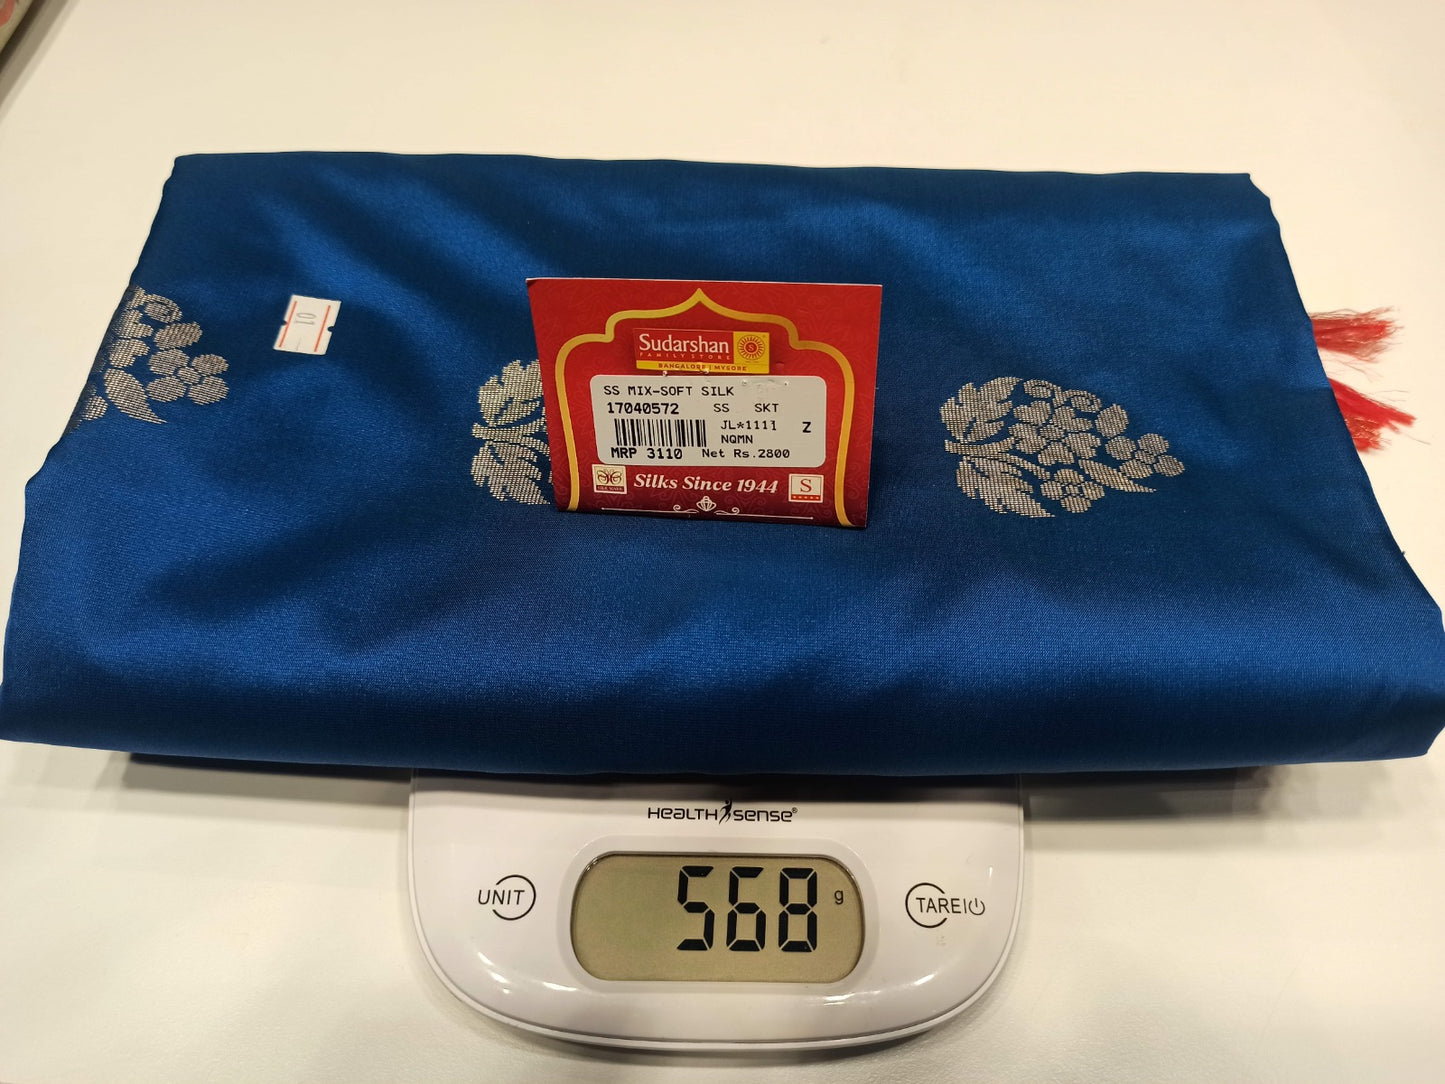 01
Sudarshan
FAMILY STORE
BANGALORE | MYSORE
SS MIX-SOFT SILK
17040572 SS SKT
JL*1111 Z
NQMN
MRP 3110 Net Rs.2800
Silks Since 1944 S
HEALTH SENSE®
UNIT 568 g TARE